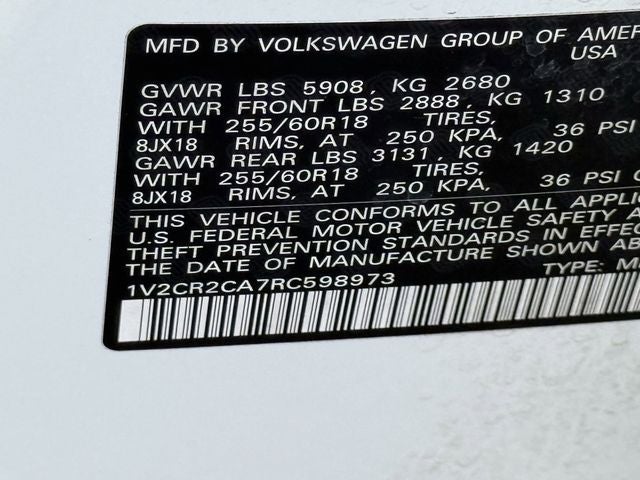 MFD BY VOLKSWAGEN GROUP OF AMER
USA
GVWR LBS 5908, KG 2680
GAWR FRONT LBS 2888, KG 1310
WITH 255/60R18 TIRES,
8JX18 RIMS, AT 250 KPA, 36 PSI
GAWR REAR LBS 3131, KG 1420
WITH 255/60R18 TIRES,
8JX18 RIMS, AT 250 KPA, 36 PSI C
THIS VEHICLE CONFORMS TO ALL APPLIC
U.S. FEDERAL MOTOR VEHICLE SAFETY A
THEFT PREVENTION STANDARDS IN EFFEC
THE DATE OF MANUFACTURE SHOWN ABO
1V2CR2CA7RC598973 TYPE: M